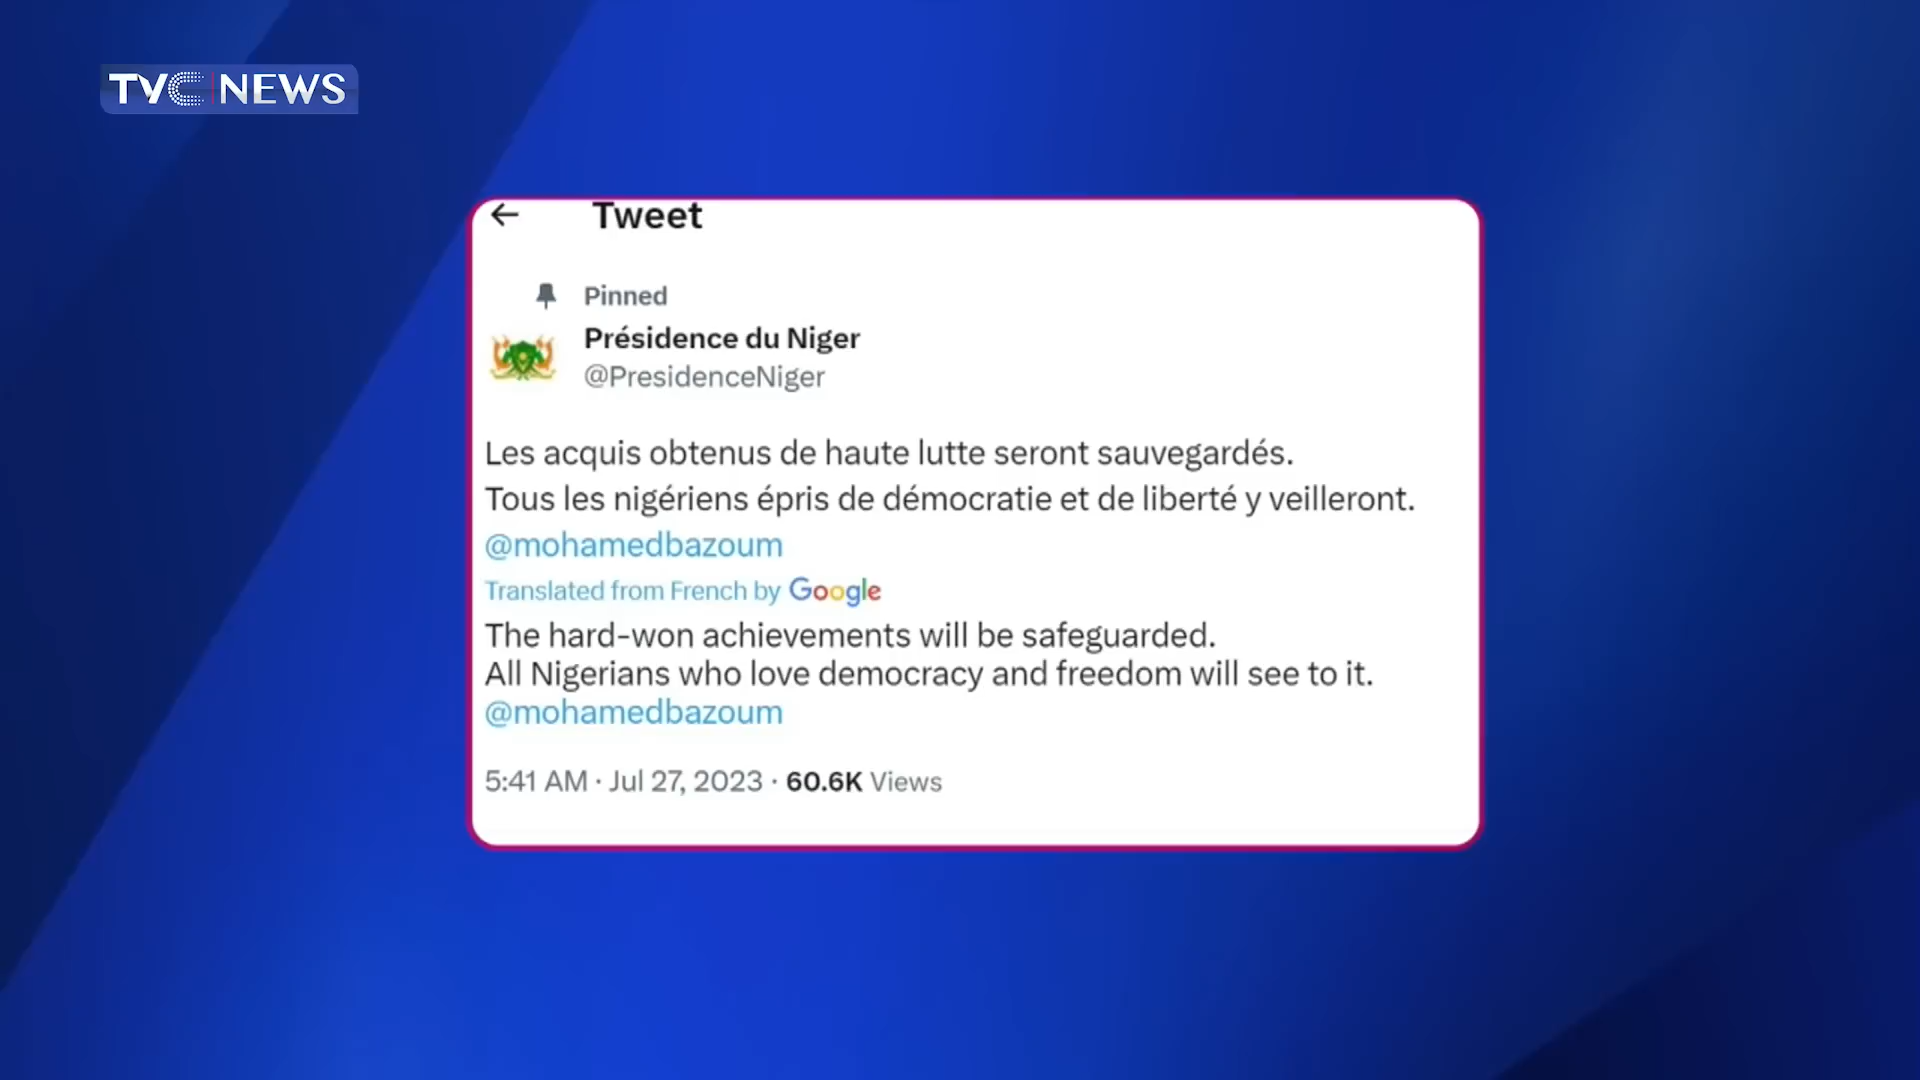 TVC NEWS
Tweet
Pinned
Présidence du Niger
@PresidenceNiger
Les acquis obtenus de haute lutte seront sauvegardés.
Tous les nigériens épris de démocratie et de liberté y veilleront.
@mohamedbazoum
Translated from French by Google
The hard-won achievements will be safeguarded.
All Nigerians who love democracy and freedom will see to it.
@mohamedbazoum
5:41 AM · Jul 27, 2023 · 60.6K Views